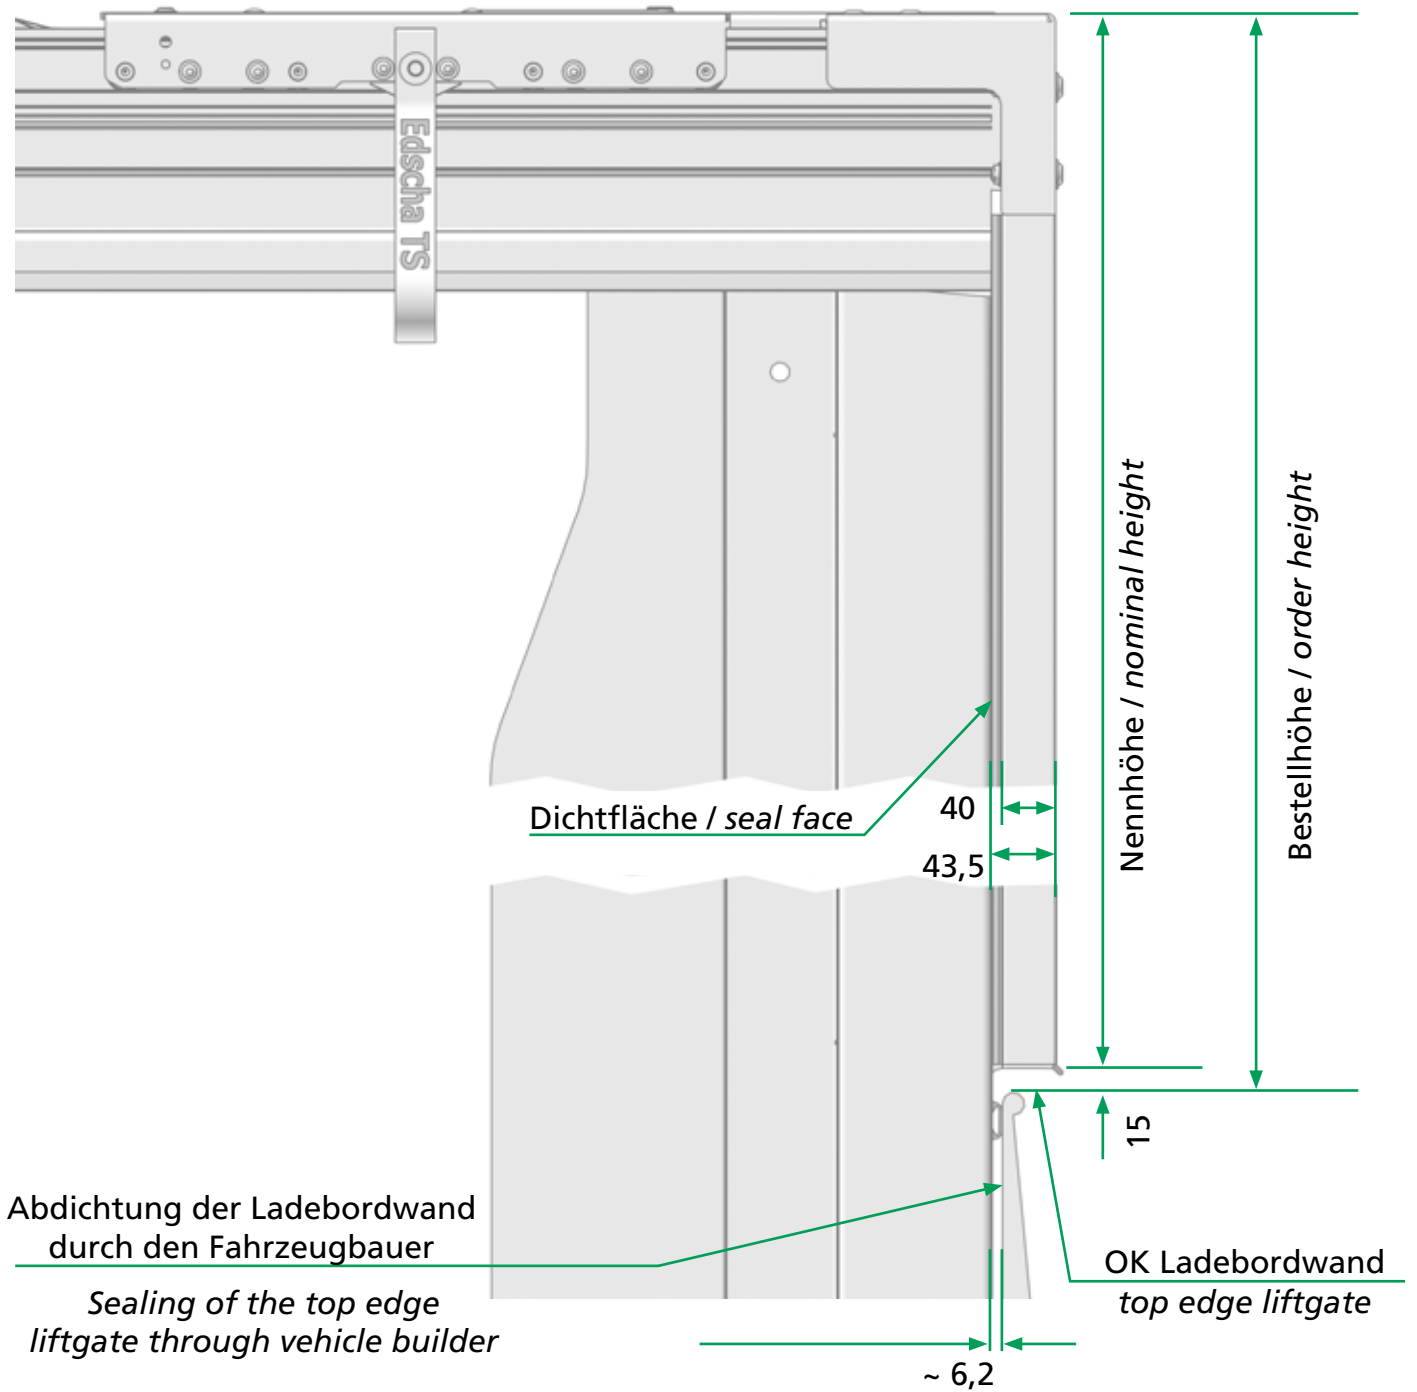 Edscha TS
Nennhöhe / nominal height
Bestellhöhe / order height
Dichtfläche / seal face
40
43,5
15
Abdichtung der Ladebordwand
durch den Fahrzeugbauer
Sealing of the top edge
liftgate through vehicle builder
OK Ladebordwand
top edge liftgate
~ 6,2